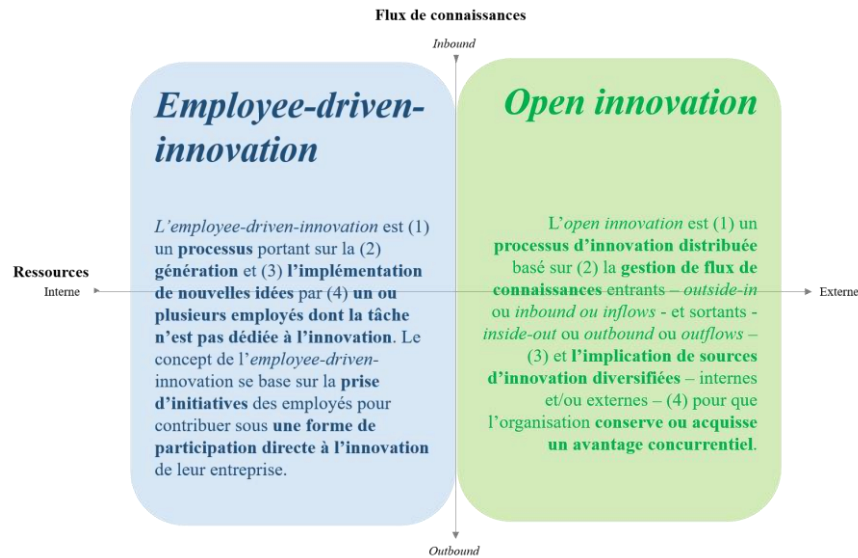 Flux de connaissances
Inbound
Employee-driven-
innovation
L'employee-driven-innovation est (1)
un processus portant sur la (2)
génération et (3) l'implémentation
de nouvelles idées par (4) un ou
plusieurs employés dont la tâche
n'est pas dédiée à l'innovation. Le
concept de l'employee-driven-
innovation se base sur la prise
d'initiatives des employés pour
contribuer sous une forme de
participation directe à l'innovation
de leur entreprise.
Open innovation
L'open innovation est (1) un
processus d'innovation distribuée
basé sur (2) la gestion de flux de
connaissances entrants – outside-in
ou inbound ou inflows - et sortants -
inside-out ou outbound ou outflows –
(3) et l'implication de sources
d'innovation diversifiées – internes
et/ou externes – (4) pour que
l'organisation conserve ou acquisse
un avantage concurrentiel.
Ressources
Interne
Externe
Outbound